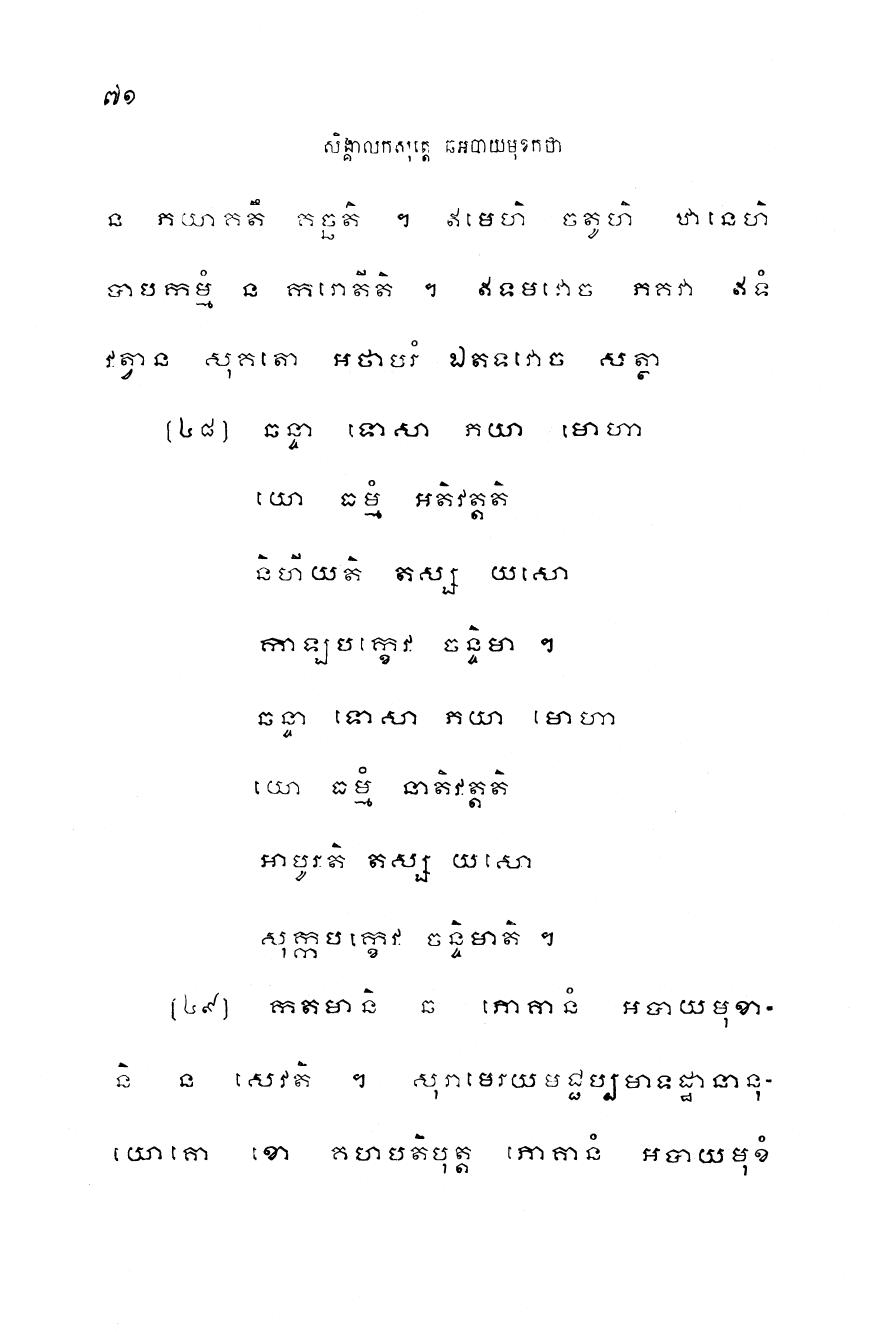 ៧១
សិង្គាលកសុត្តេ ឆអបាយមុខកថា
ន ភយាគតឹ គច្ឆតិ ។ ឥមេហិ ចតូហិ ឋានេហិ
បាបកម្មំ ន ករោតីតិ ។ ឥទមវោច ភគវា ឥទំ
វត្វាន សុគតោ អថាបរំ ឯតទវោច សត្ថា
(៤៨) ឆន្ទា ទោសា ភយា មោហា
យោ ធម្មំ អតិវត្តតិ
និហីយតិ តស្ស យសោ
កាឡបក្ខេវ ចន្ទិមា ។
ឆន្ទា ទោសា ភយា មោហា
យោ ធម្មំ នាតិវត្តតិ
អាបូរតិ តស្ស យសោ
សុក្កបក្ខេវ ចន្ទិមាតិ ។
(៤៩) កតមានិ ឆ ភោគានំ អបាយមុខា-
និ ន សេវតិ ។ សុរាមេរយមជ្ជប្បមាទដ្ឋានានុ-
យោគោ ខោ គហបតិបុត្ត ភោគានំ អបាយមុខំ